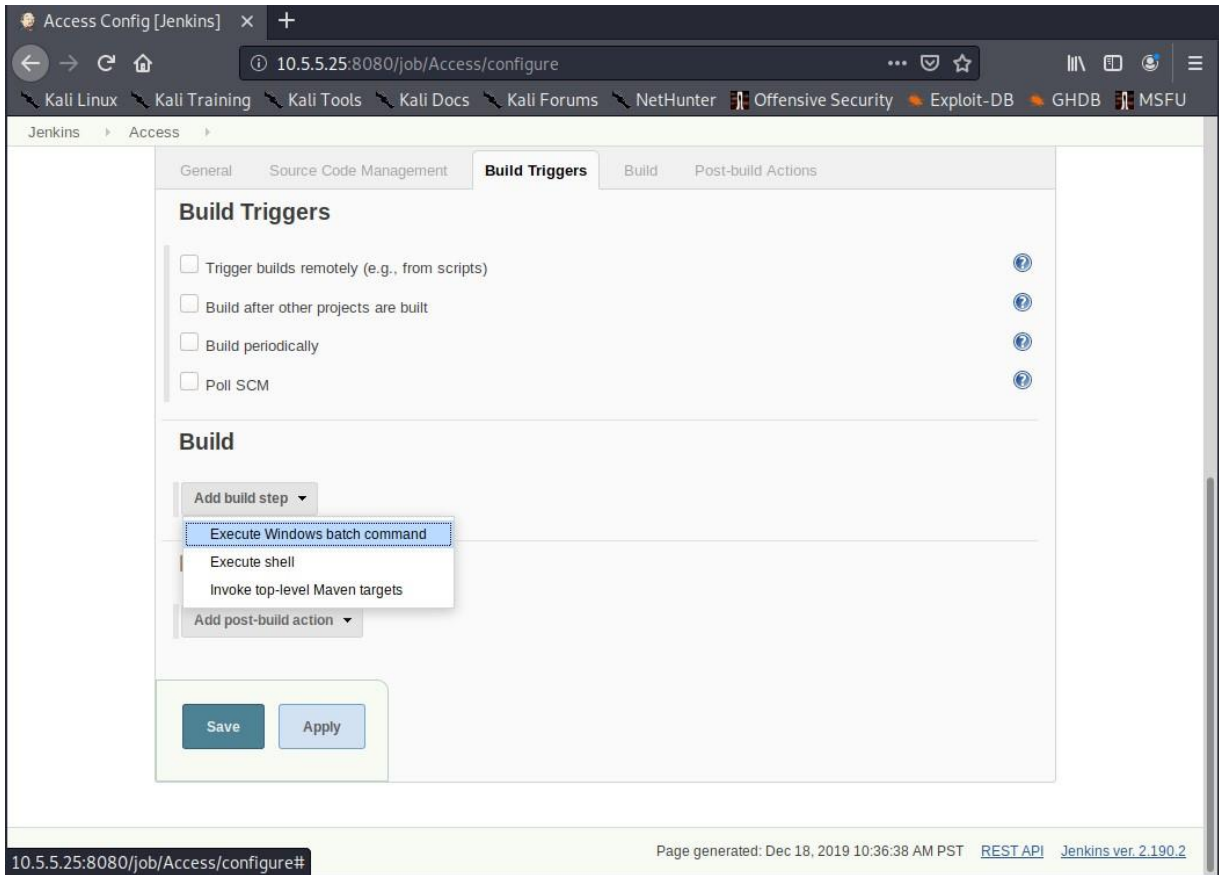 Access Config [Jenkins]
10.5.5.25:8080/job/Access/configure
Kali Linux Kali Training Kali Tools Kali Docs Kali Forums NetHunter Offensive Security Exploit-DB GHDB MSFU
Jenkins Access
General Source Code Management Build Triggers Build Post-build Actions
Build Triggers
Trigger builds remotely (e.g., from scripts)
Build after other projects are built
Build periodically
Poll SCM
Build
Add build step
Execute Windows batch command
Execute shell
Invoke top-level Maven targets
Add post-build action
Save Apply
Page generated: Dec 18, 2019 10:36:38 AM PST REST API Jenkins ver. 2.190.2
10.5.5.25:8080/job/Access/configure#